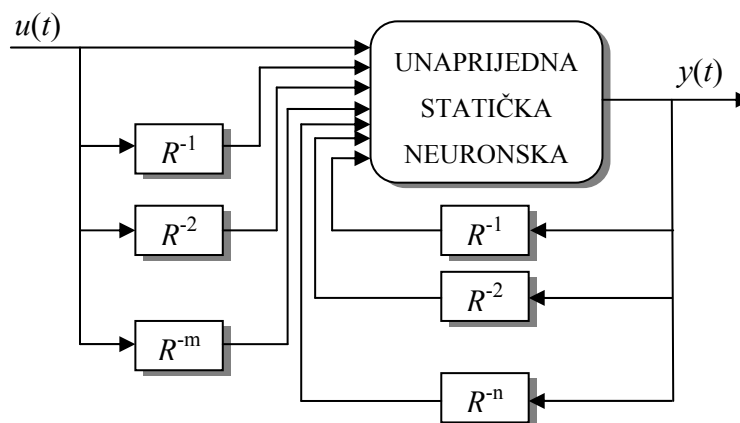 u(t)
y(t)
UNAPRIJEDNA
STATIČKA
NEURONSKA
R⁻¹
R⁻²
R⁻ᵐ
R⁻¹
R⁻²
R⁻ⁿ